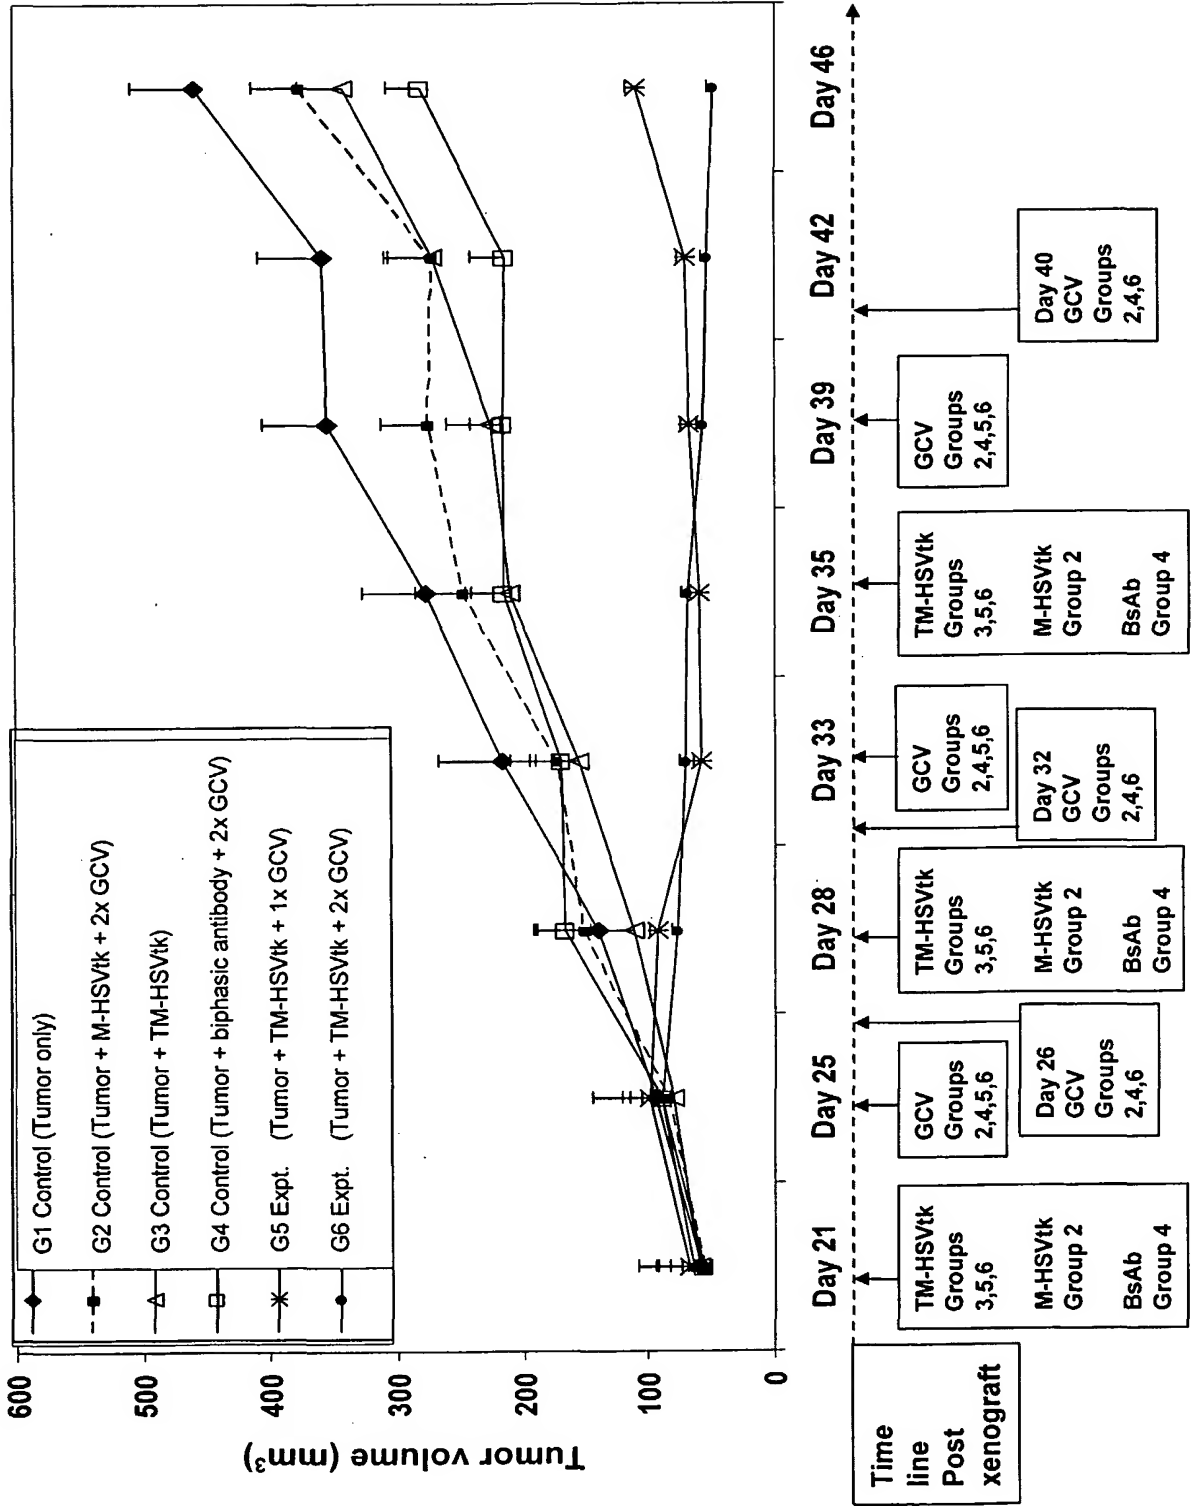 600
500
400
300
200
100
0
Tumor volume (mm³)
G1 Control (Tumor only)
G2 Control (Tumor + M-HSVtk + 2x GCV)
G3 Control (Tumor + TM-HSVtk)
G4 Control (Tumor + biphasic antibody + 2x GCV)
G5 Expt. (Tumor + TM-HSVtk + 1x GCV)
G6 Expt. (Tumor + TM-HSVtk + 2x GCV)
Day 21
Day 25
Day 28
Day 33
Day 35
Day 39
Day 42
Day 46
Time
line
Post
xenograft
TM-HSVtk
Groups
3,5,6
M-HSVtk
Group 2
BsAb
Group 4
GCV
Groups
2,4,5,6
Day 26
GCV
Groups
2,4,6
TM-HSVtk
Groups
3,5,6
M-HSVtk
Group 2
BsAb
Group 4
Day 32
GCV
Groups
2,4,6
GCV
Groups
2,4,5,6
TM-HSVtk
Groups
3,5,6
M-HSVtk
Group 2
BsAb
Group 4
GCV
Groups
2,4,5,6
Day 40
GCV
Groups
2,4,6